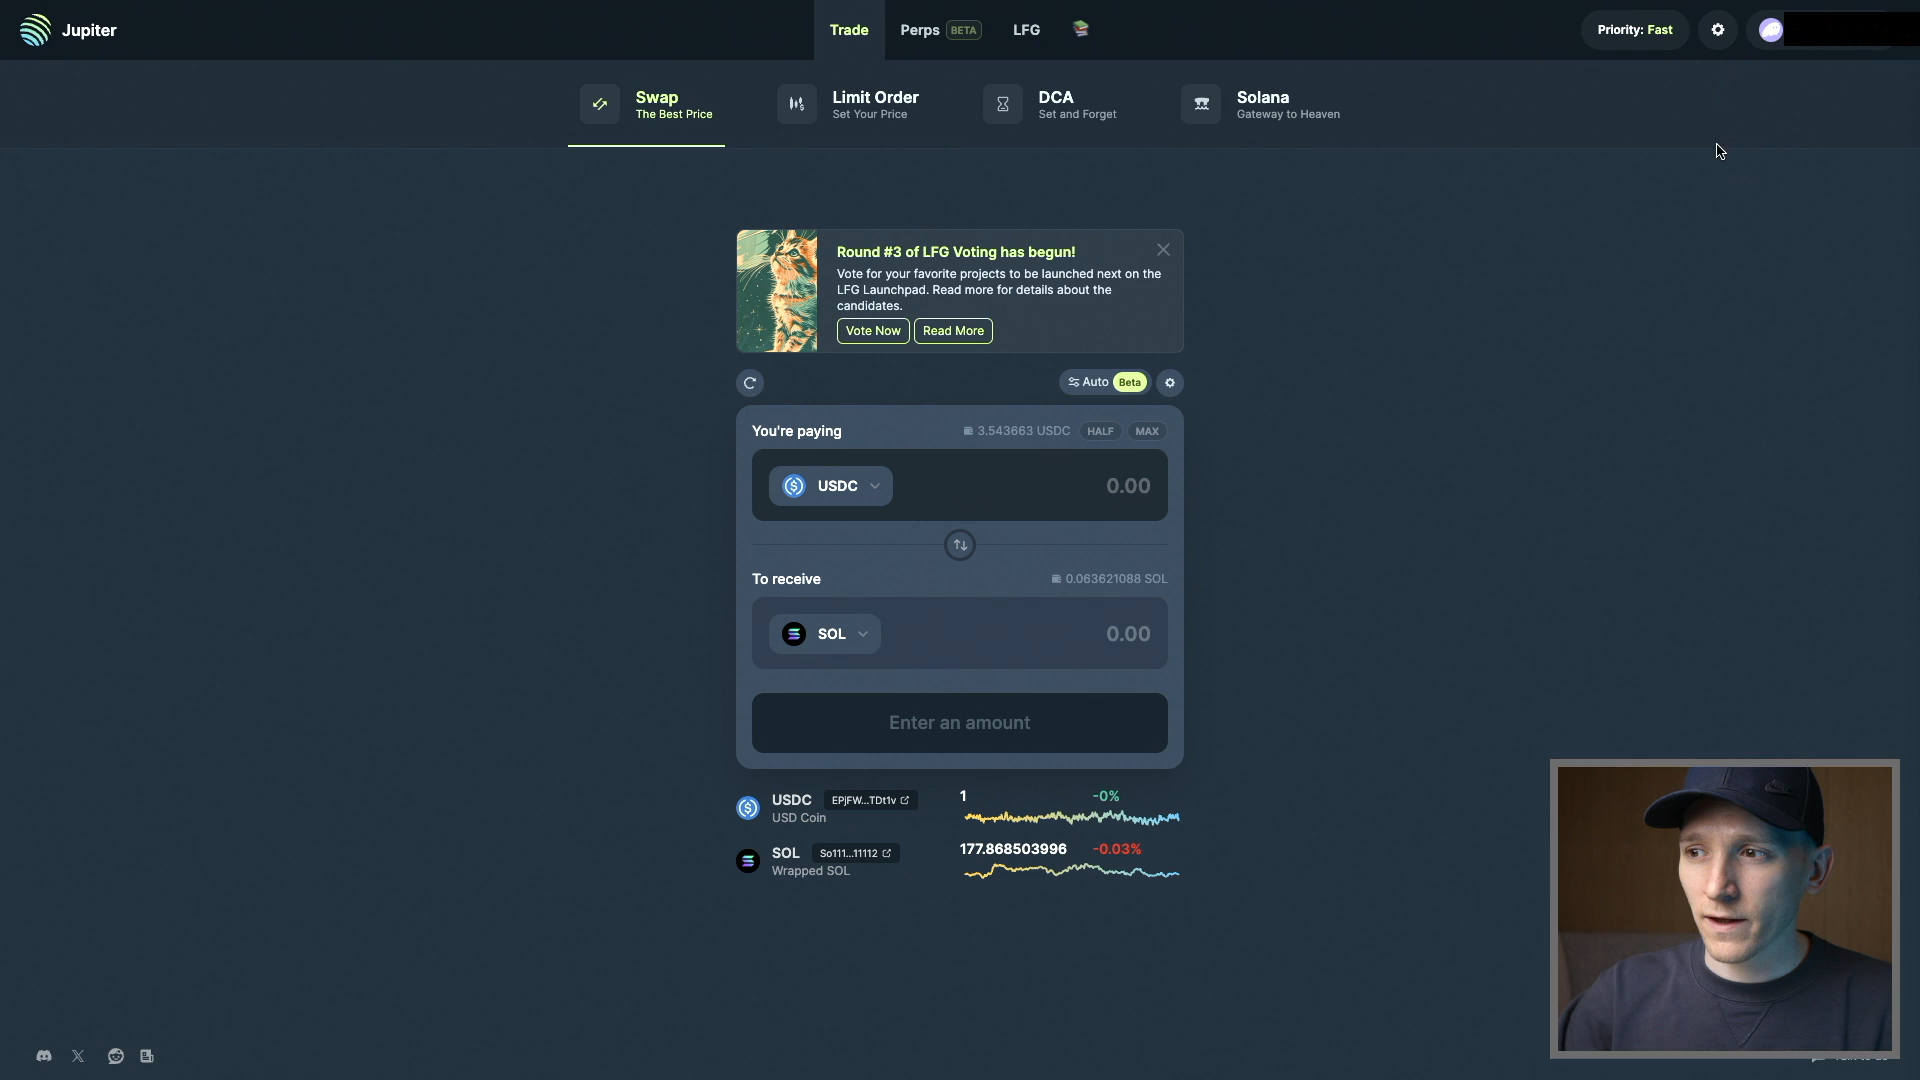 Jupiter
Trade
Perps BETA
LFG
Priority: Fast
Swap
The Best Price
Limit Order
Set Your Price
DCA
Set and Forget
Solana
Gateway to Heaven
Round #3 of LFG Voting has begun!
Vote for your favorite projects to be launched next on the
LFG Launchpad. Read more for details about the
candidates.
Vote Now
Read More
Auto Beta
You're paying
3.543663 USDC
HALF
MAX
USDC
0.00
To receive
0.063621088 SOL
SOL
0.00
Enter an amount
USDC
EPjFW...TDt1v
1
-0%
USD Coin
SOL
So111...11112
177.868503996
-0.03%
Wrapped SOL